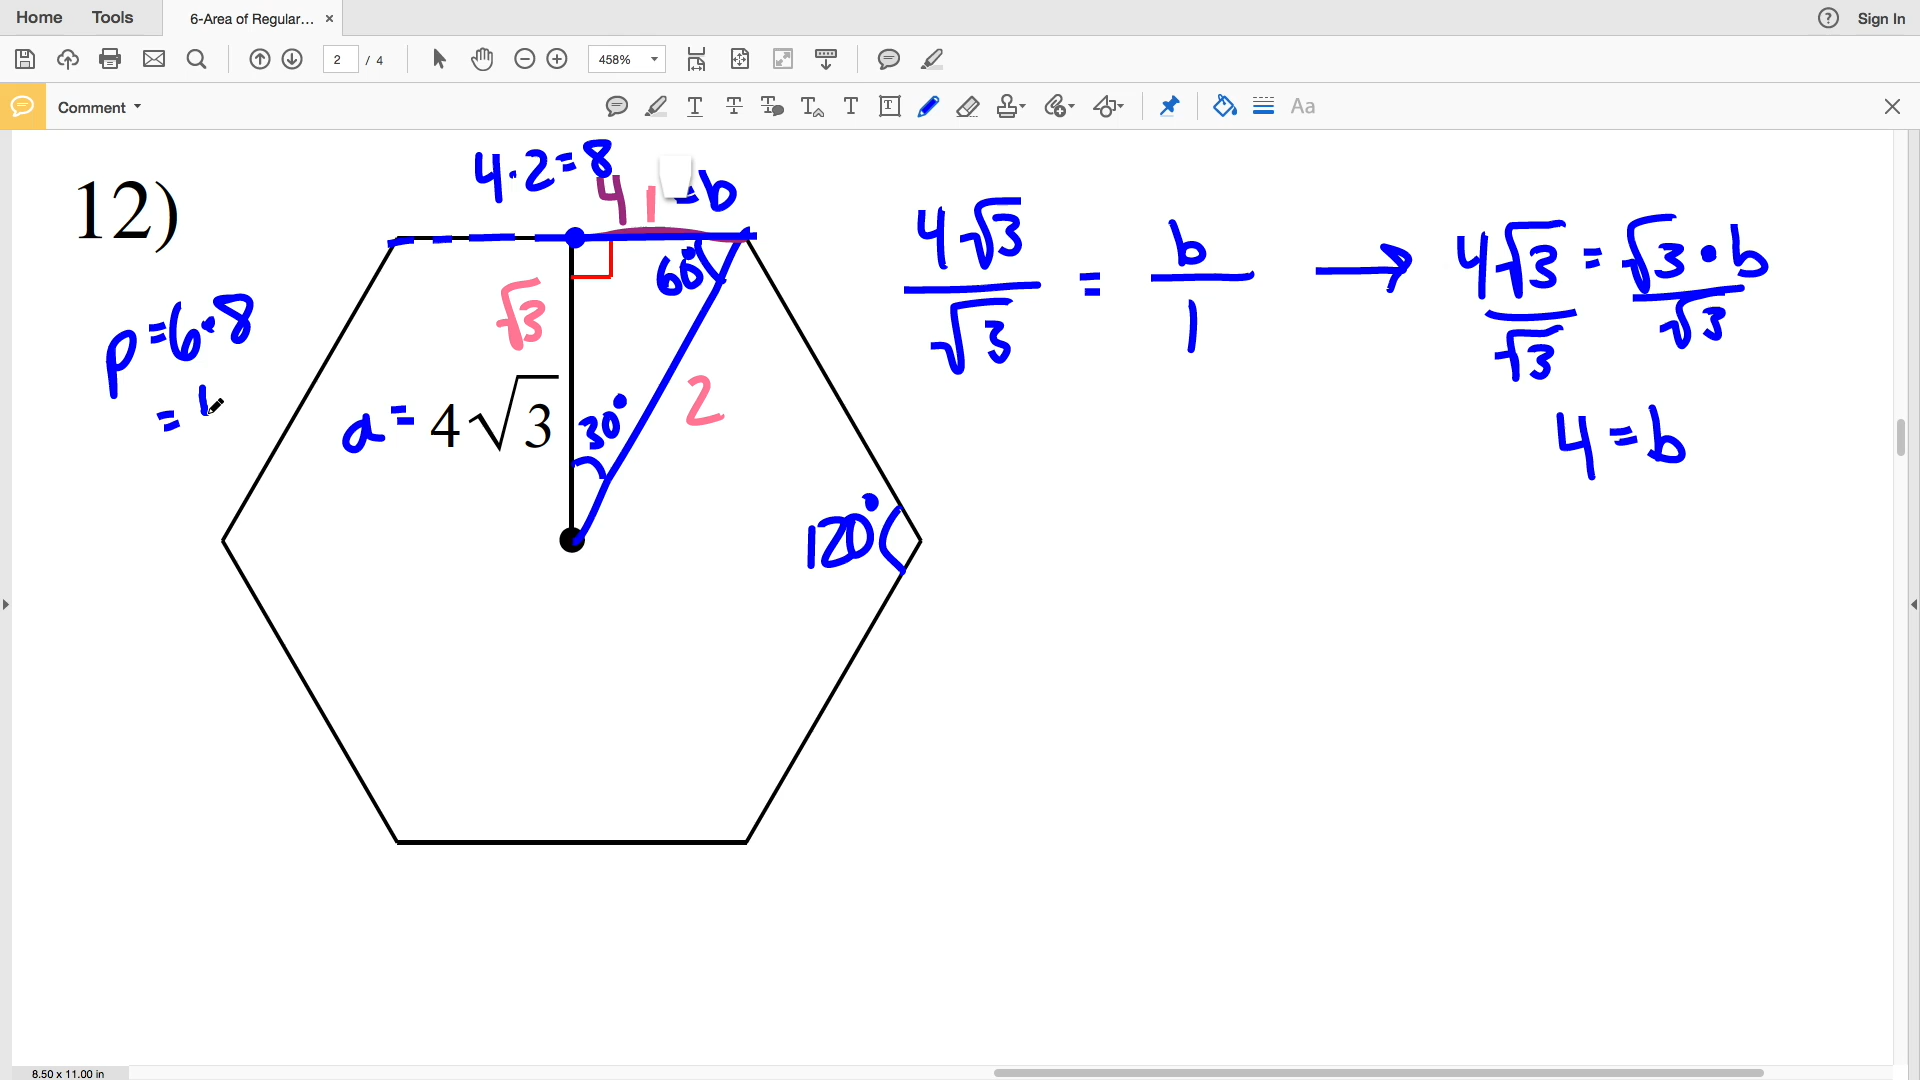 Home Tools 6-Area of Regular... × Sign In
2 / 4 458%
Comment Aa
12)
4·2=8
4 1 =b
60°
√3
p=6·8
=
a= 4√3
30°
2
120°
4√3/√3 = b/1 → 4√3/√3 = √3·b/√3
4=b
8.50 x 11.00 in